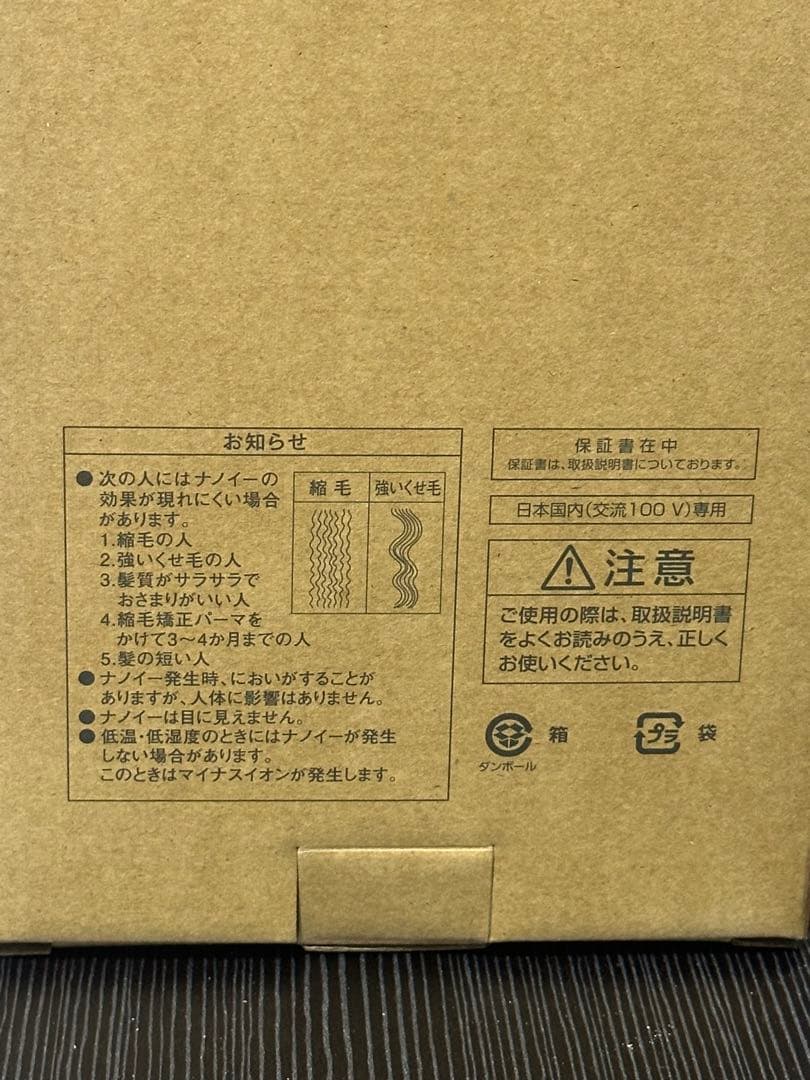 お知らせ
●次の人にはナノイーの
効果が現れにくい場合
があります。
1.縮毛の人
2.強いくせ毛の人
3.髪質がサラサラで
おさまりがいい人
4.縮毛矯正パーマを
かけて3〜4か月までの人
5.髪の短い人
●ナノイー発生時、においがすることが
ありますが、人体に影響はありません。
●ナノイーは目に見えません。
●低温・低湿度のときにはナノイーが発生
しない場合があります。
このときはマイナスイオンが発生します。
縮毛
強いくせ毛
保証書在中
保証書は、取扱説明書についております。
日本国内(交流100 V)専用
注意
ご使用の際は、取扱説明書
をよくお読みのうえ、正しく
お使いください。
箱
ダンボール
プラ
袋